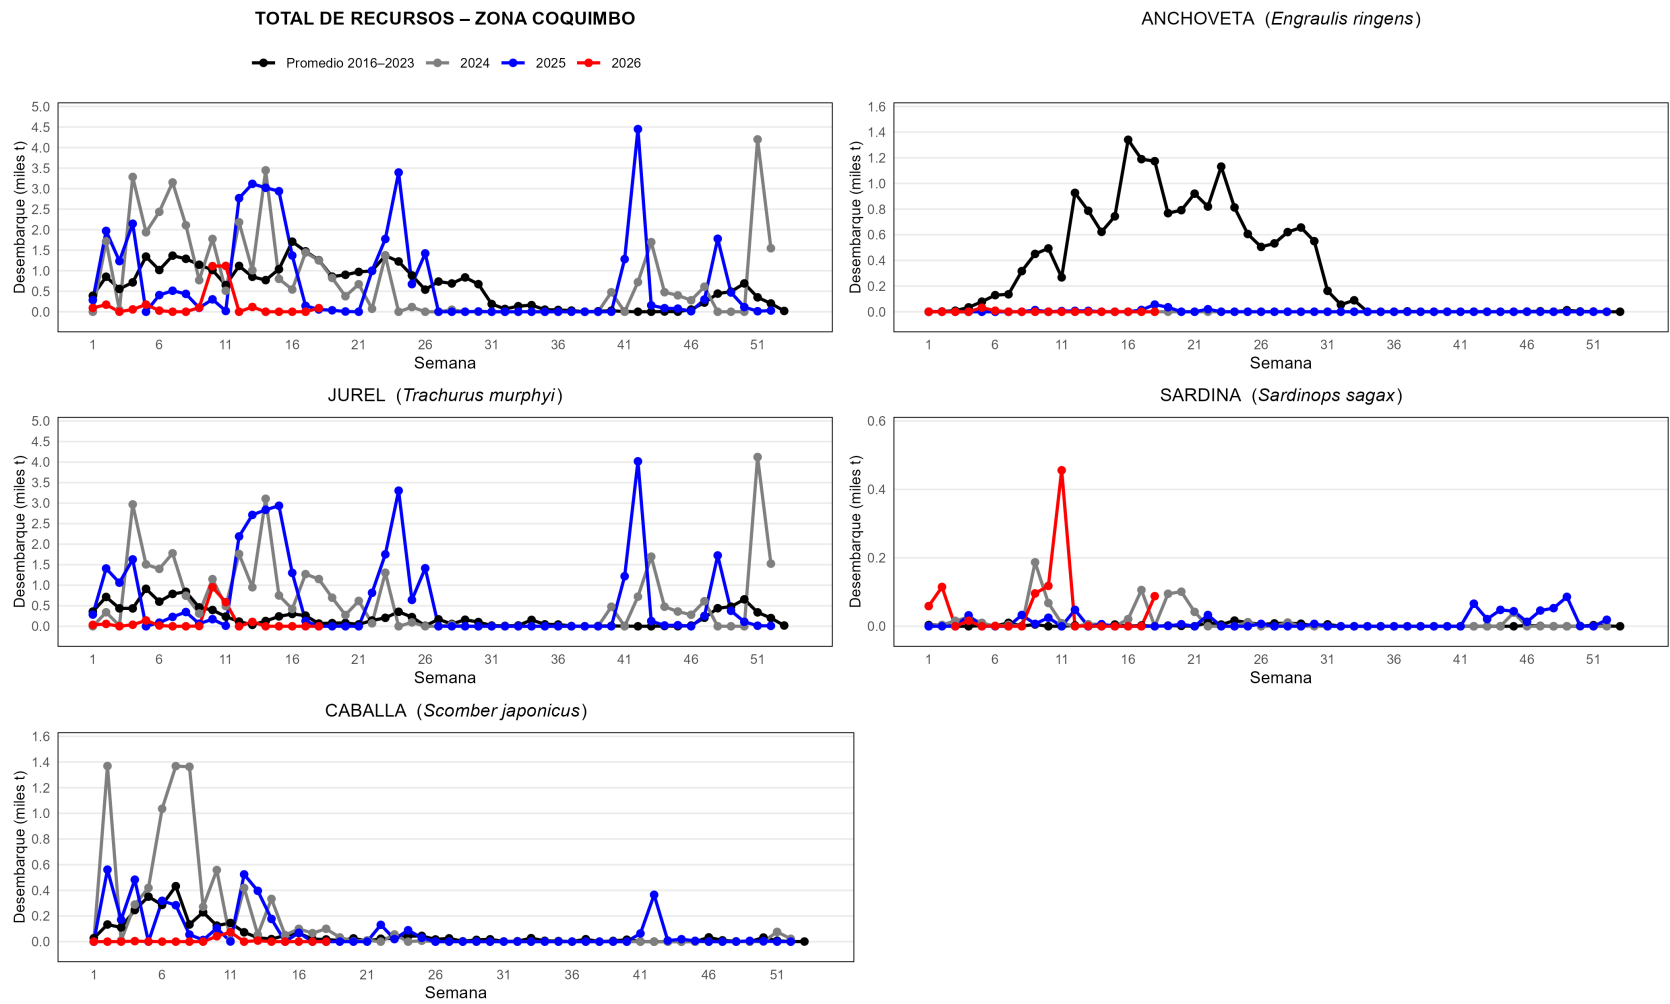 TOTAL DE RECURSOS – ZONA COQUIMBO
Promedio 2016–2023 2024 2025 2026
Desembarque (miles t)
5.0
4.5
4.0
3.5
3.0
2.5
2.0
1.5
1.0
0.5
0.0
1 6 11 16 21 26 31 36 41 46 51
Semana
ANCHOVETA (Engraulis ringens)
Desembarque (miles t)
1.6
1.4
1.2
1.0
0.8
0.6
0.4
0.2
0.0
1 6 11 16 21 26 31 36 41 46 51
Semana
JUREL (Trachurus murphyi)
Desembarque (miles t)
5.0
4.5
4.0
3.5
3.0
2.5
2.0
1.5
1.0
0.5
0.0
1 6 11 16 21 26 31 36 41 46 51
Semana
SARDINA (Sardinops sagax)
Desembarque (miles t)
0.6
0.4
0.2
0.0
1 6 11 16 21 26 31 36 41 46 51
Semana
CABALLA (Scomber japonicus)
Desembarque (miles t)
1.6
1.4
1.2
1.0
0.8
0.6
0.4
0.2
0.0
1 6 11 16 21 26 31 36 41 46 51
Semana